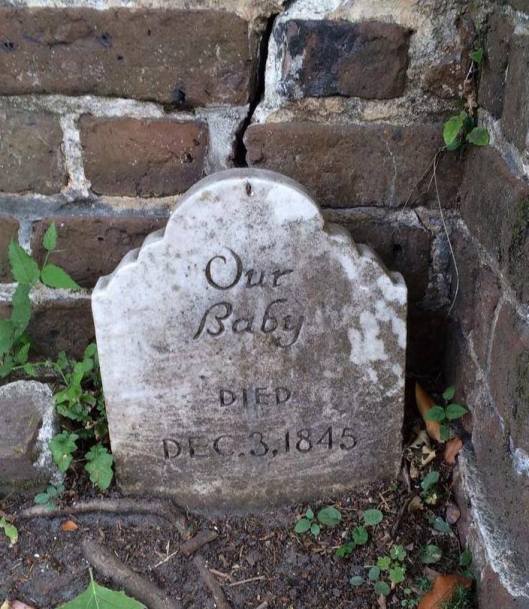 Our
Baby
DIED
DEC. 3, 1845